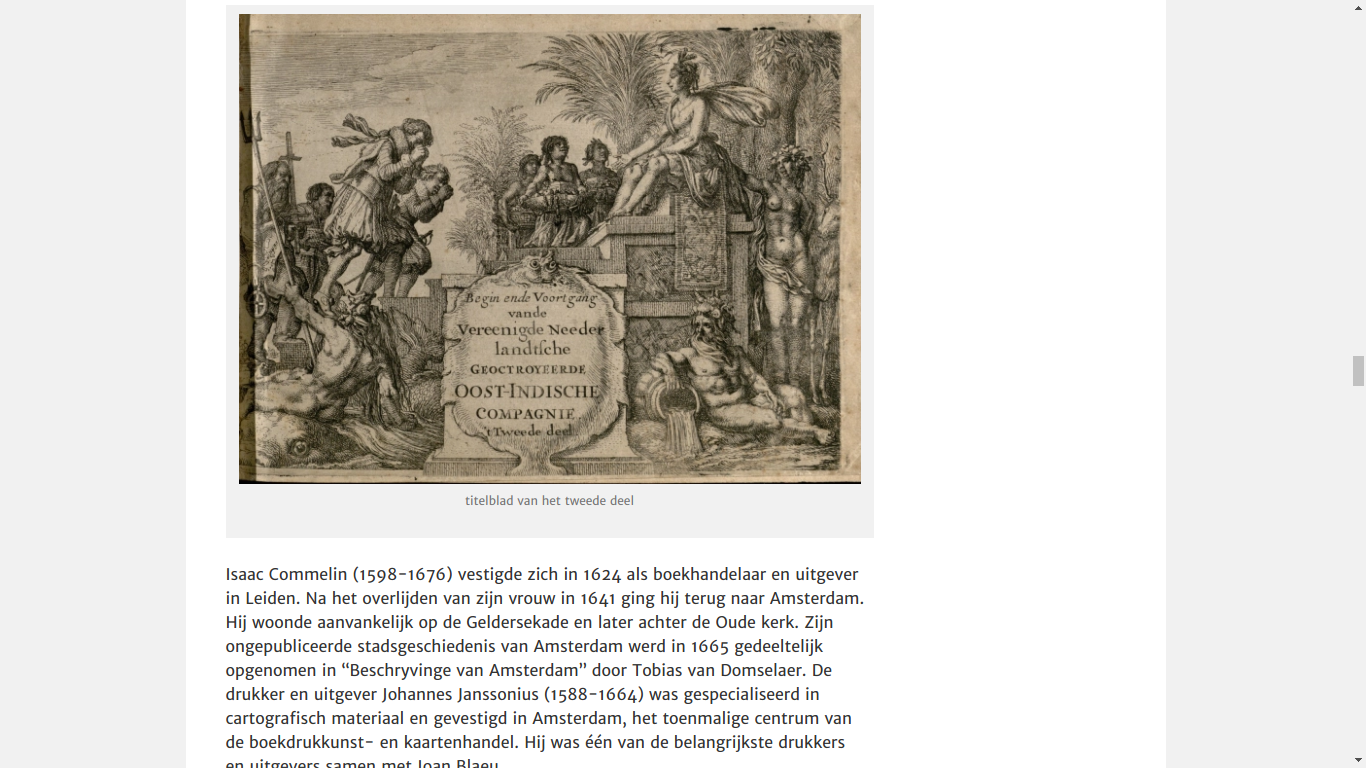 Begin ende Voortgang
vande
Vereenigde Needer
landtsche
GEOCTROYEERDE
OOST-INDISCHE
COMPAGNIE.
't Tweede deel.
titelblad van het tweede deel
Isaac Commelin (1598-1676) vestigde zich in 1624 als boekhandelaar en uitgever
in Leiden. Na het overlijden van zijn vrouw in 1641 ging hij terug naar Amsterdam.
Hij woonde aanvankelijk op de Geldersekade en later achter de Oude kerk. Zijn
ongepubliceerde stadsgeschiedenis van Amsterdam werd in 1665 gedeeltelijk
opgenomen in “Beschryvinge van Amsterdam” door Tobias van Domselaer. De
drukker en uitgever Johannes Janssonius (1588-1664) was gespecialiseerd in
cartografisch materiaal en gevestigd in Amsterdam, het toenmalige centrum van
de boekdrukkunst- en kaartenhandel. Hij was één van de belangrijkste drukkers
en uitgevers samen met Joan Blaeu.